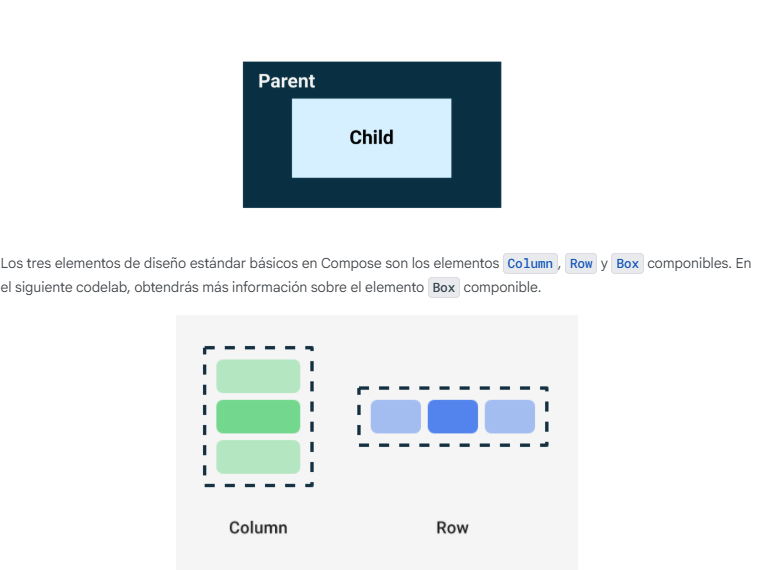 Parent
Child
Los tres elementos de diseño estándar básicos en Compose son los elementos Column, Row y Box componibles. En
el siguiente codelab, obtendrás más información sobre el elemento Box componible.
Column Row